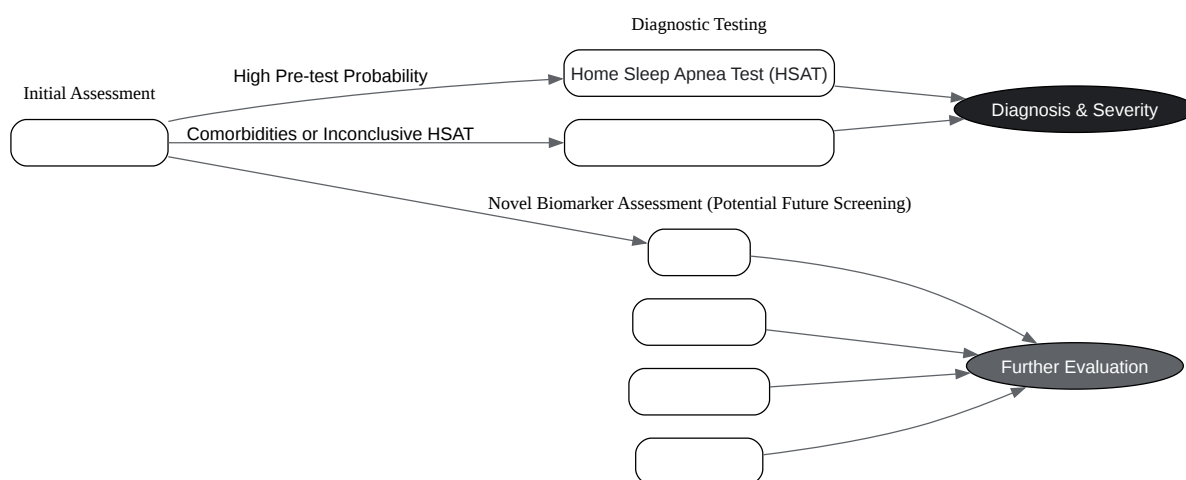 Diagnostic Testing
High Pre-test Probability
Home Sleep Apnea Test (HSAT)
Initial Assessment
Diagnosis & Severity
Comorbidities or Inconclusive HSAT
Novel Biomarker Assessment (Potential Future Screening)
Further Evaluation